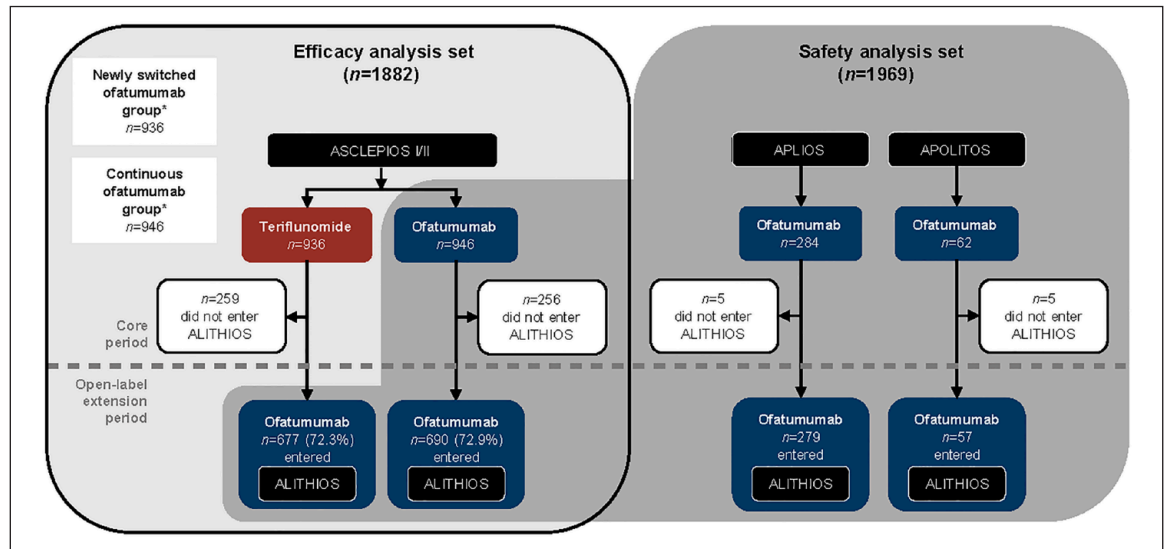 Efficacy analysis set
(n=1882)
Safety analysis set
(n=1969)
Newly switched
ofatumumab
group*
n=936
Continuous
ofatumumab
group*
n=946
ASCLEPIOS I/II
APLIOS
APOLITOS
Teriflunomide
n=936
Ofatumumab
n=946
Ofatumumab
n=284
Ofatumumab
n=62
n=259
did not enter
ALITHIOS
n=256
did not enter
ALITHIOS
n=5
did not enter
ALITHIOS
n=5
did not enter
ALITHIOS
Core
period
Open-label
extension
period
Ofatumumab
n=677 (72.3%)
entered
ALITHIOS
Ofatumumab
n=690 (72.9%)
entered
ALITHIOS
Ofatumumab
n=279
entered
ALITHIOS
Ofatumumab
n=57
entered
ALITHIOS